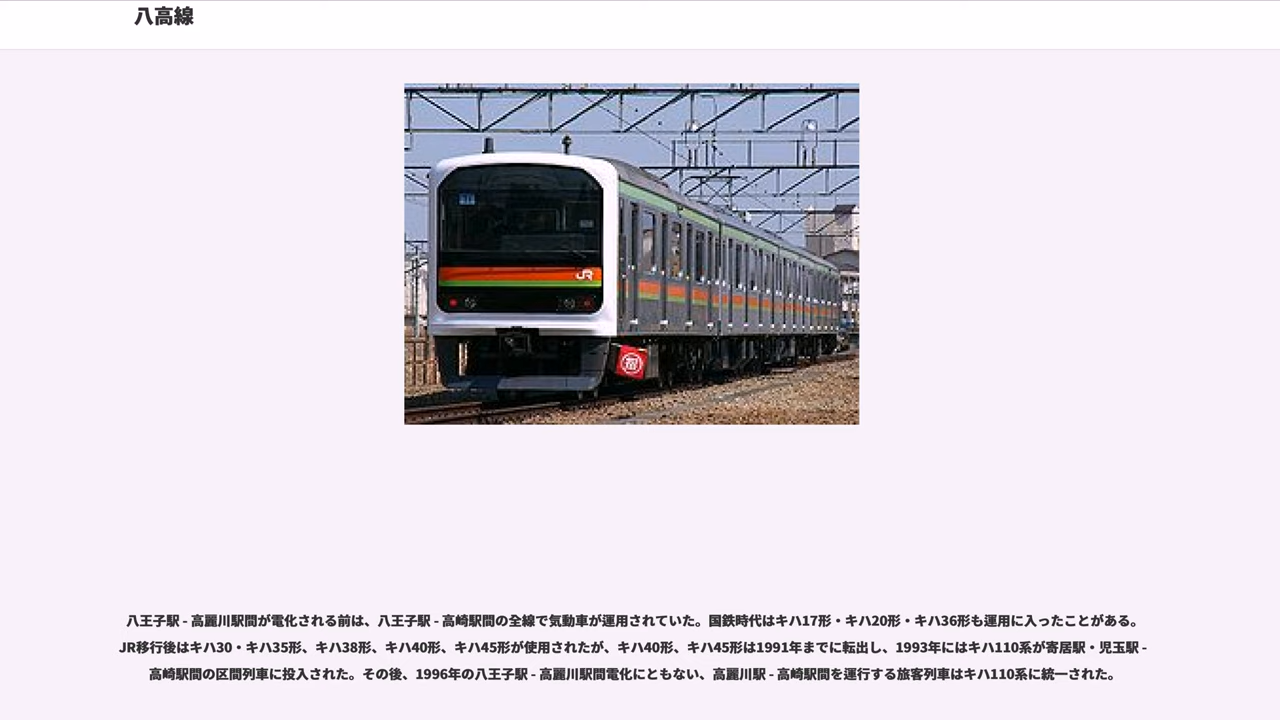 八高線
JR
八王子駅 - 高麗川駅間が電化される前は、八王子駅 - 高崎駅間の全線で気動車が運用されていた。国鉄時代はキハ17形・キハ20形・キハ36形も運用に入ったことがある。
JR移行後はキハ30・キハ35形、キハ38形、キハ40形、キハ45形が使用されたが、キハ40形、キハ45形は1991年までに転出し、1993年にはキハ110系が寄居駅・児玉駅 -
高崎駅間の区間列車に投入された。その後、1996年の八王子駅 - 高麗川駅間電化にともない、高麗川駅 - 高崎駅間を運行する旅客列車はキハ110系に統一された。